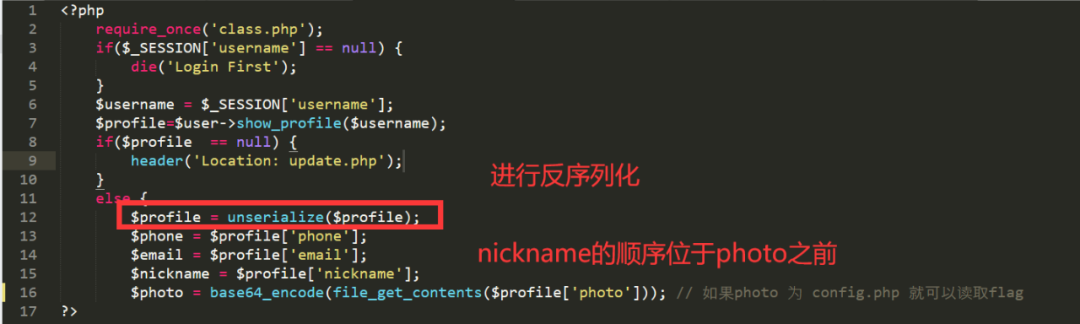 1 <?php
2 require_once('class.php');
3 if($_SESSION['username'] == null) {
4 die('Login First');
5 }
6 $username = $_SESSION['username'];
7 $profile=$user->show_profile($username);
8 if($profile  == null) {
9 header('Location: update.php');
10 }
进行反序列化
11 else {
12 $profile = unserialize($profile);
13 $phone = $profile['phone'];
14 $email = $profile['email'];
nickname的顺序位于photo之前
15 $nickname = $profile['nickname'];
16 $photo = base64_encode(file_get_contents($profile['photo'])); // 如果photo 为 config.php 就可以读取flag
17 ?>